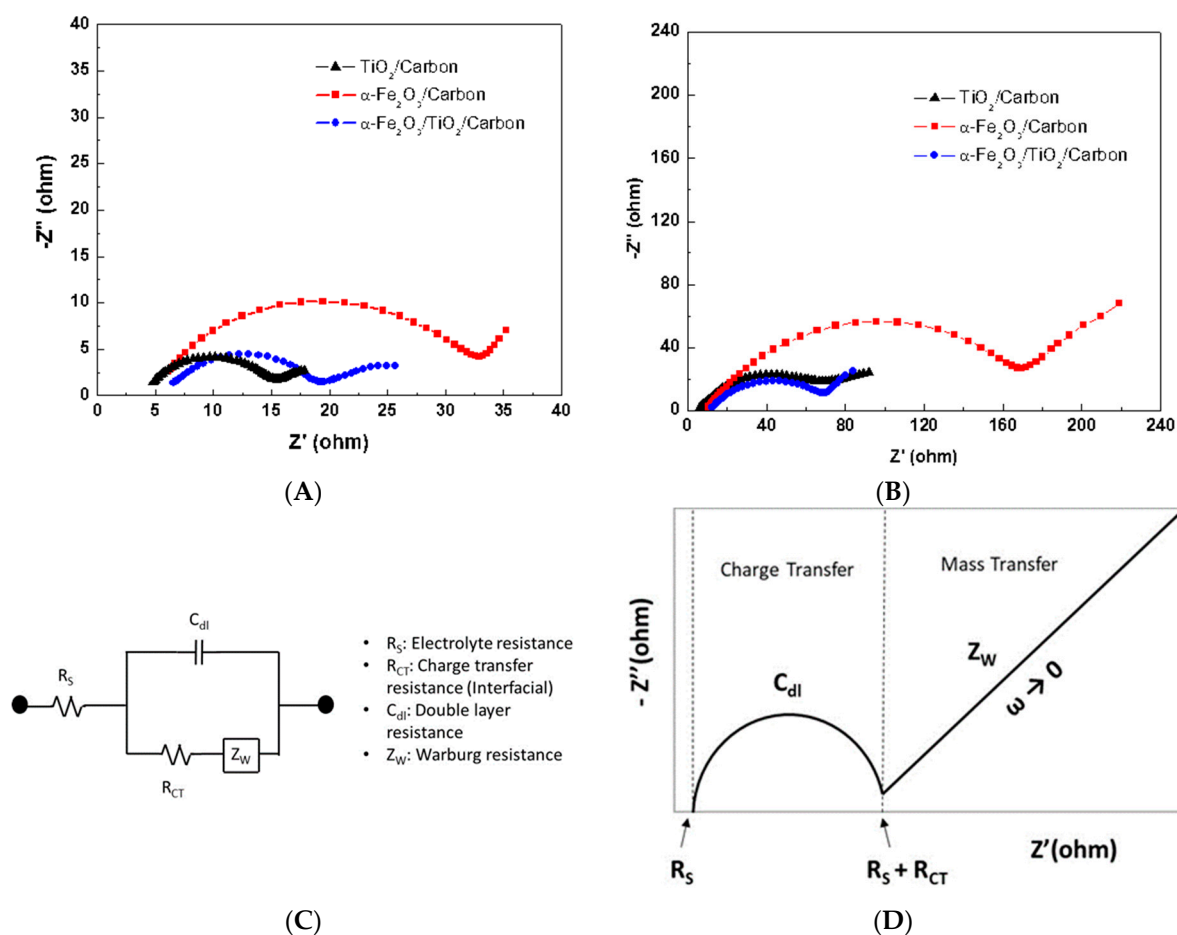 40
35
30
25
20
15
10
5
0
-Z" (ohm)
TiO2/Carbon
α-Fe2O3/Carbon
α-Fe2O3/TiO2/Carbon
0 5 10 15 20 25 30 35 40
Z' (ohm)
(A)
240
200
160
120
80
40
0
-Z" (ohm)
TiO2/Carbon
α-Fe2O3/Carbon
α-Fe2O3/TiO2/Carbon
0 40 80 120 160 200 240
Z' (ohm)
(B)
Cdl
RS
RCT
ZW
• RS: Electrolyte resistance
• RCT: Charge transfer
resistance (Interfacial)
• Cdl: Double layer
resistance
• ZW: Warburg resistance
(C)
- Z''(ohm)
Charge Transfer
Mass Transfer
Cdl
ZW
ω → 0
RS
RS + RCT
Z'(ohm)
(D)